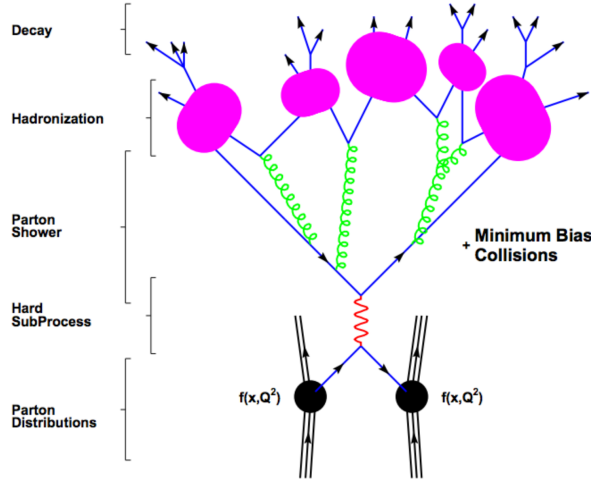 Decay
Hadronization
Parton
Shower
+ Minimum Bias
Collisions
Hard
SubProcess
f(x,Q²)
f(x,Q²)
Parton
Distributions